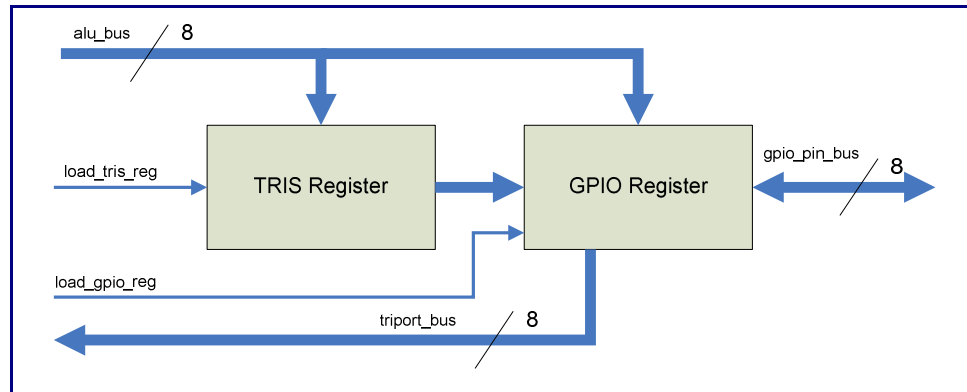 alu_bus
8
load_tris_reg
TRIS Register
GPIO Register
gpio_pin_bus
8
load_gpio_reg
triport_bus
8